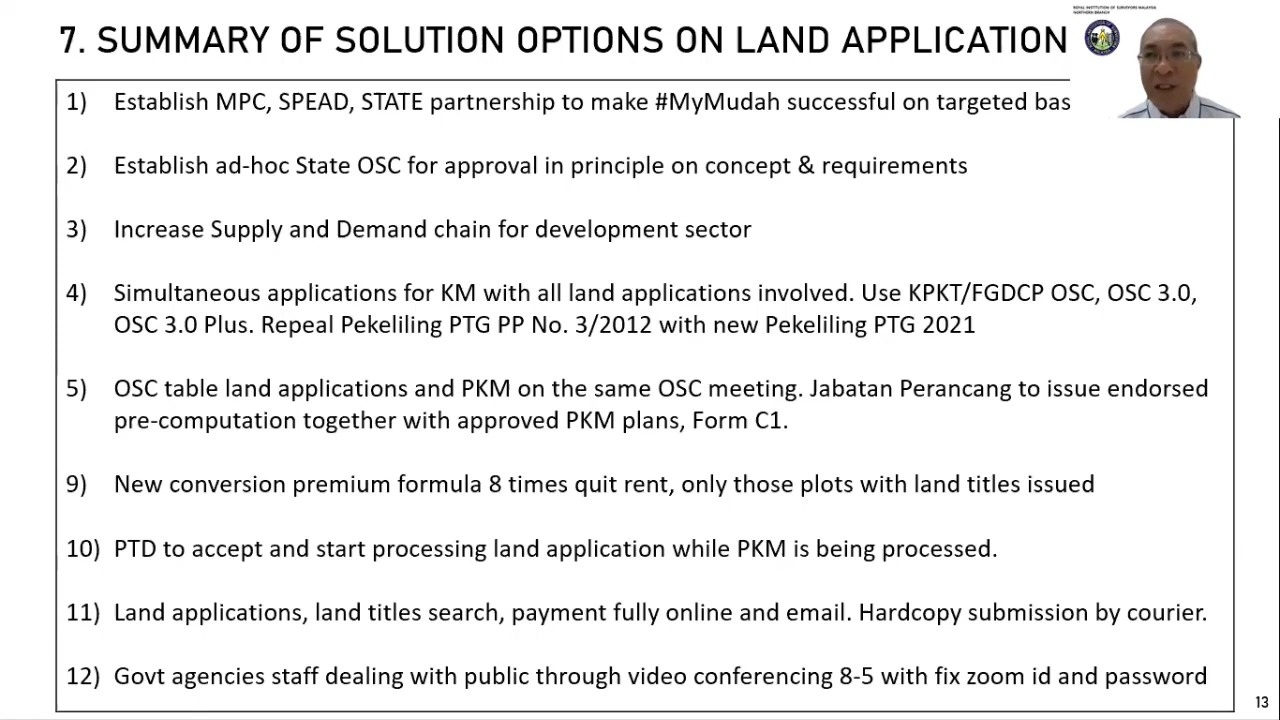 ROYAL INSTITUTION OF SURVEYORS MALAYSIA
NORTHERN BRANCH
7. SUMMARY OF SOLUTION OPTIONS ON LAND APPLICATION
1) Establish MPC, SPEAD, STATE partnership to make #MyMudah successful on targeted bas
2) Establish ad-hoc State OSC for approval in principle on concept & requirements
3) Increase Supply and Demand chain for development sector
4) Simultaneous applications for KM with all land applications involved. Use KPKT/FGDCP OSC, OSC 3.0,
OSC 3.0 Plus. Repeal Pekeliling PTG PP No. 3/2012 with new Pekeliling PTG 2021
5) OSC table land applications and PKM on the same OSC meeting. Jabatan Perancang to issue endorsed
pre-computation together with approved PKM plans, Form C1.
9) New conversion premium formula 8 times quit rent, only those plots with land titles issued
10) PTD to accept and start processing land application while PKM is being processed.
11) Land applications, land titles search, payment fully online and email. Hardcopy submission by courier.
12) Govt agencies staff dealing with public through video conferencing 8-5 with fix zoom id and password
13